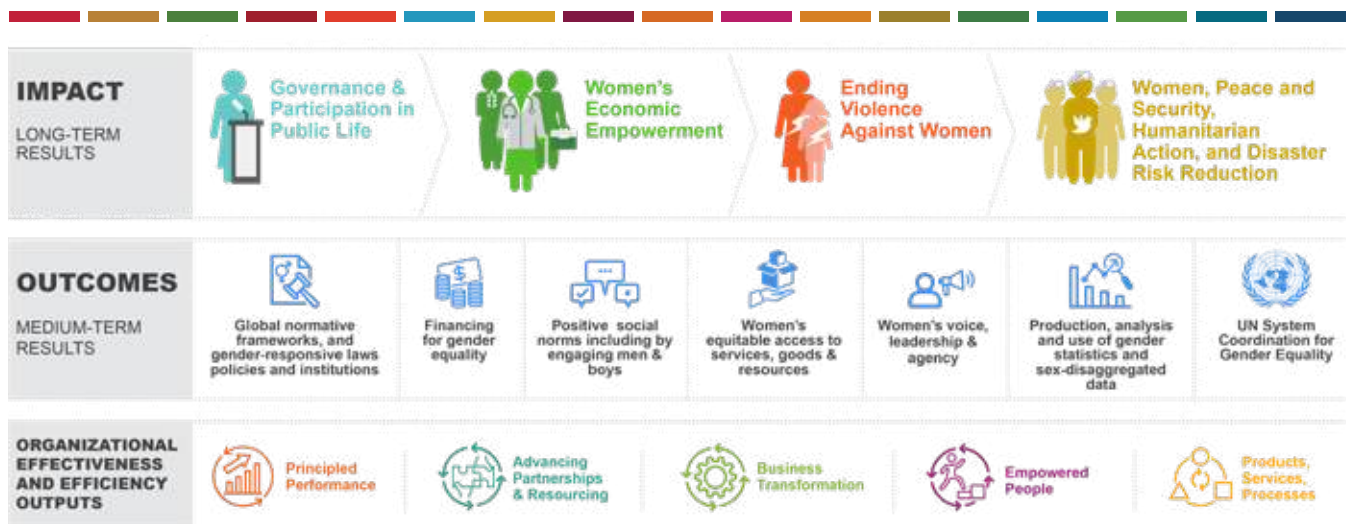 IMPACT
LONG-TERM
RESULTS
Governance &
Participation in
Public Life
Women's
Economic
Empowerment
Ending
Violence
Against Women
Women, Peace and
Security,
Humanitarian
Action, and Disaster
Risk Reduction
OUTCOMES
MEDIUM-TERM
RESULTS
Global normative
frameworks, and
gender-responsive laws
policies and institutions
Financing
for gender
equality
Positive social
norms including by
engaging men &
boys
Women's
equitable access to
services, goods &
resources
Women's voice,
leadership &
agency
Production, analysis
and use of gender
statistics and
sex-disaggregated
data
UN System
Coordination for
Gender Equality
ORGANIZATIONAL
EFFECTIVENESS
AND EFFICIENCY
OUTPUTS
Principled
Performance
Advancing
Partnerships
& Resourcing
Business
Transformation
Empowered
People
Products,
Services,
Processes